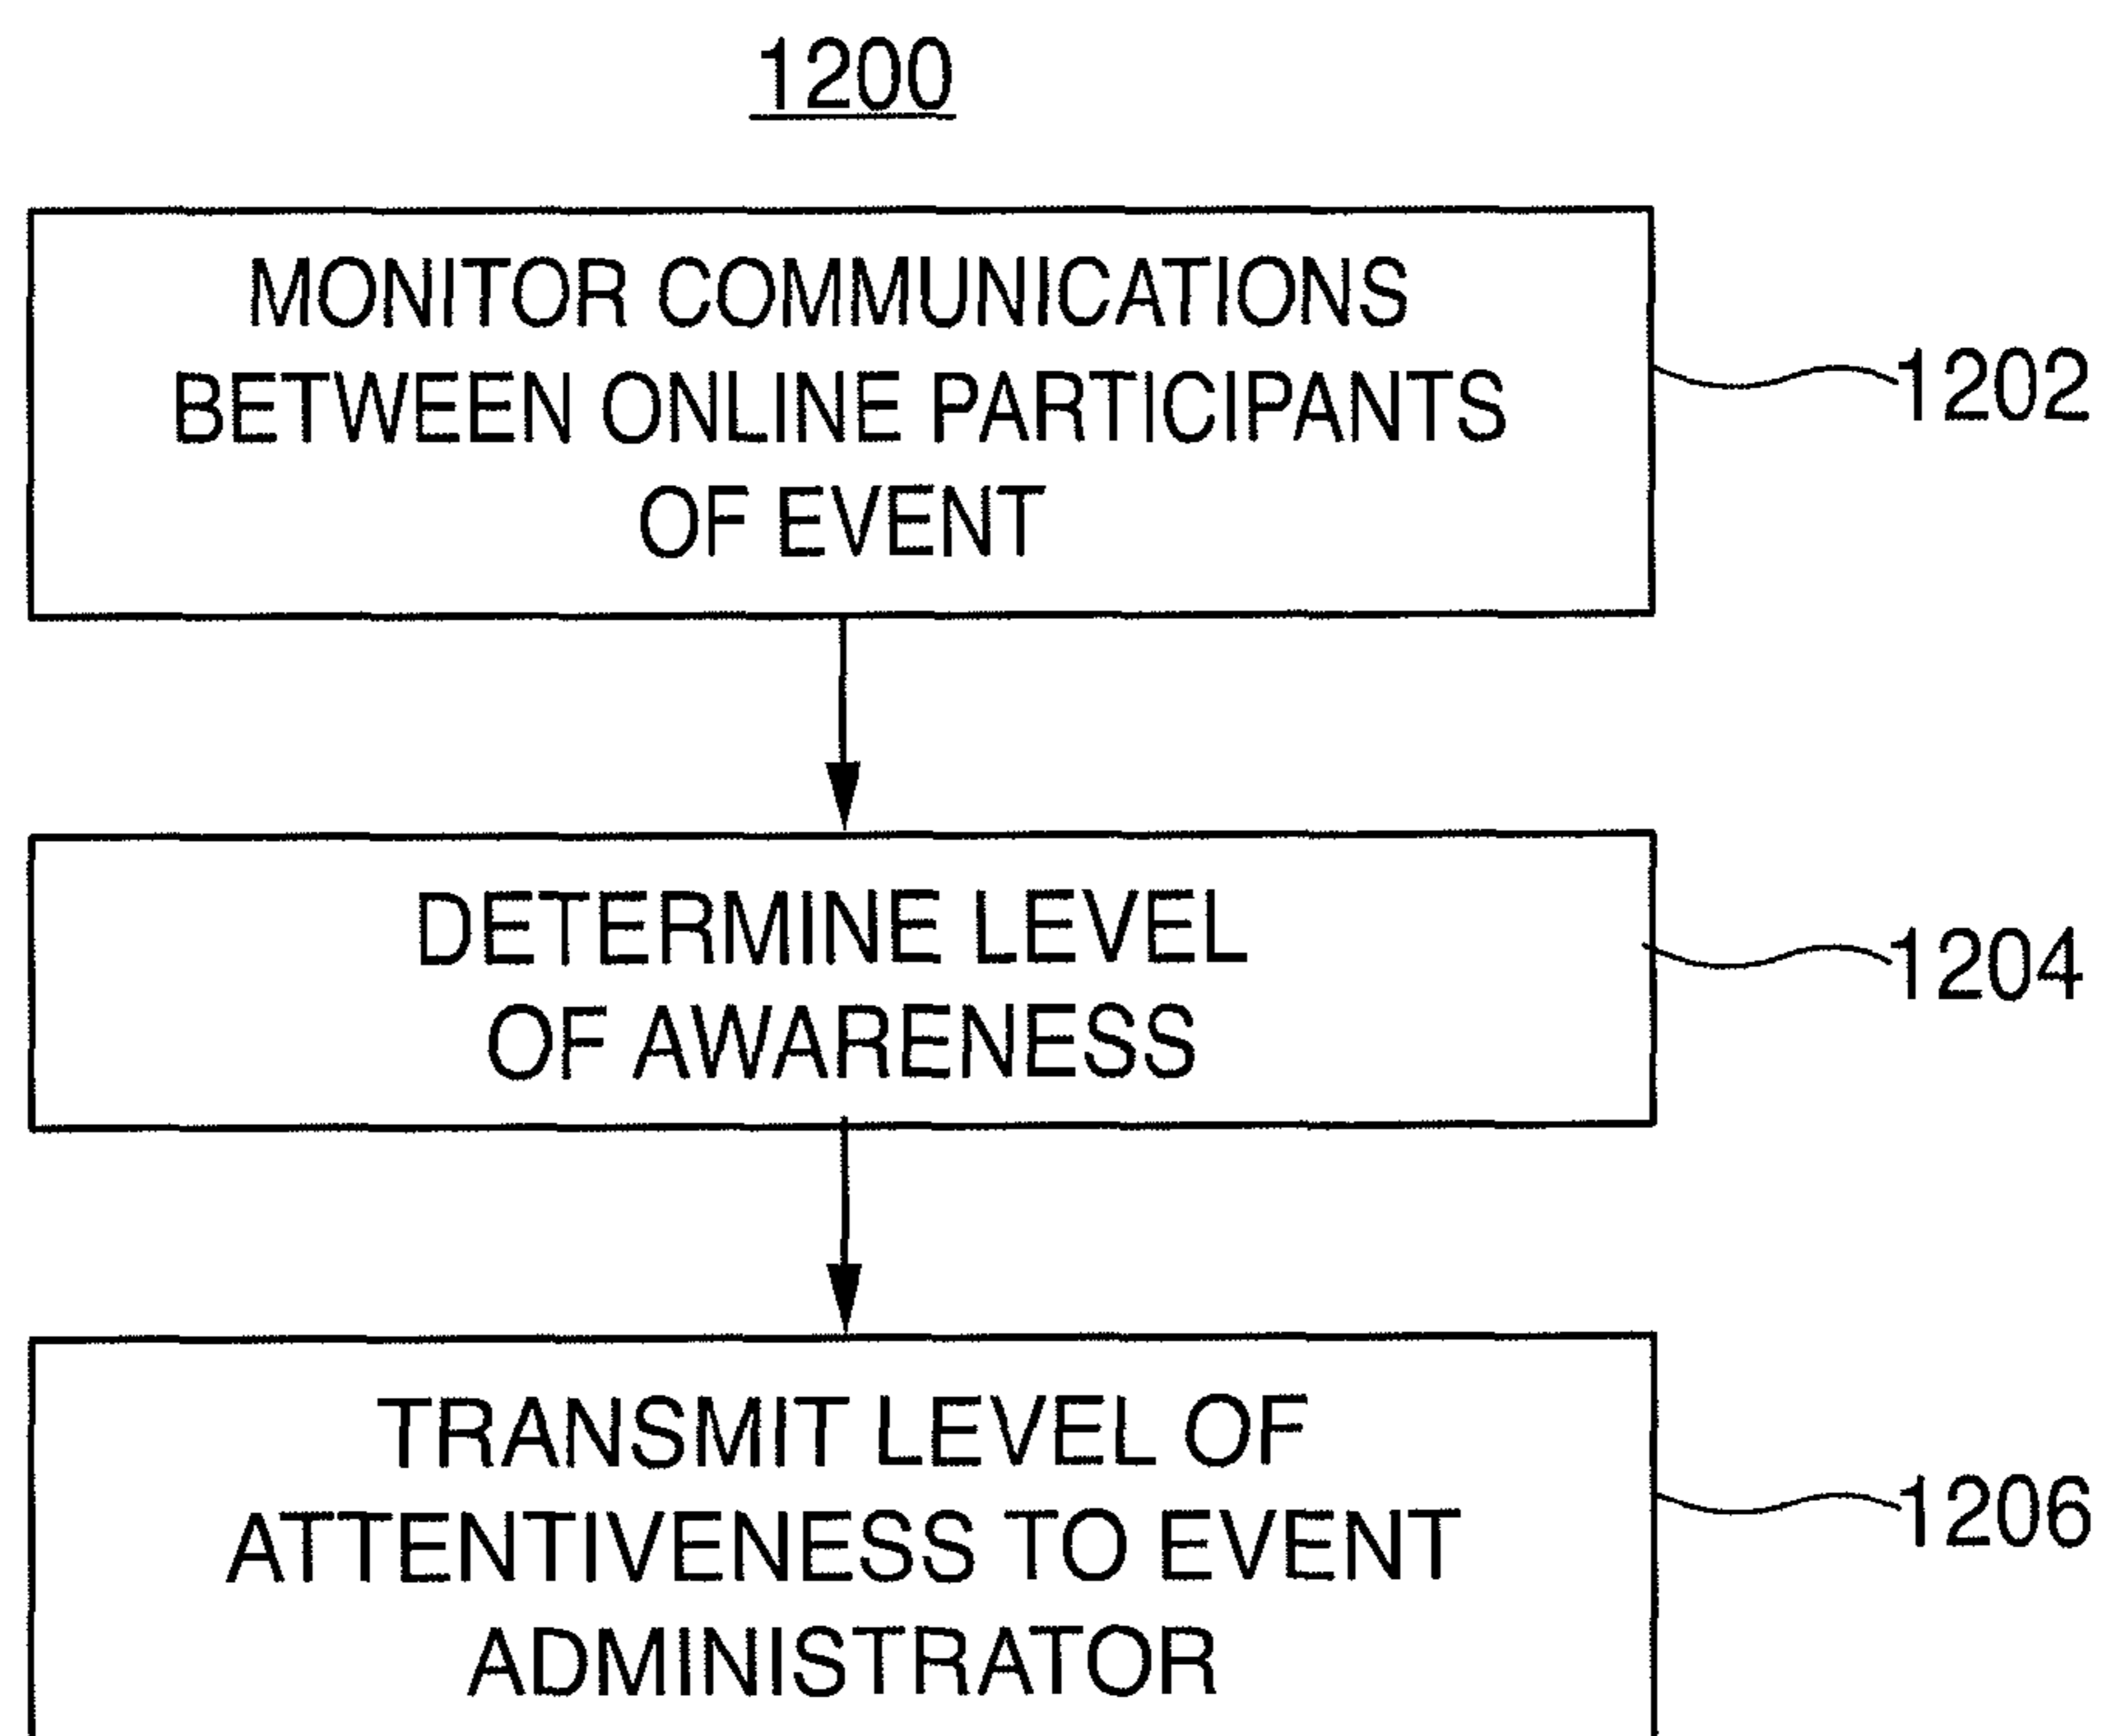 1200
MONITOR COMMUNICATIONS
BETWEEN ONLINE PARTICIPANTS
OF EVENT
1202
DETERMINE LEVEL
OF AWARENESS
1204
TRANSMIT LEVEL OF
ATTENTIVENESS TO EVENT
ADMINISTRATOR
1206